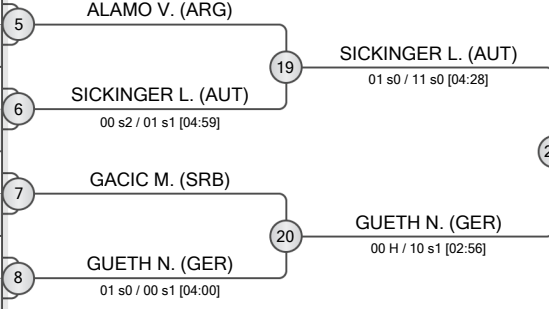 ALAMO V. (ARG)
5
19
SICKINGER L. (AUT)
01 s0 / 11 s0 [04:28]
SICKINGER L. (AUT)
6
00 s2 / 01 s1 [04:59]
GACIC M. (SRB)
7
20
GUETH N. (GER)
00 H / 10 s1 [02:56]
GUETH N. (GER)
8
01 s0 / 00 s1 [04:00]